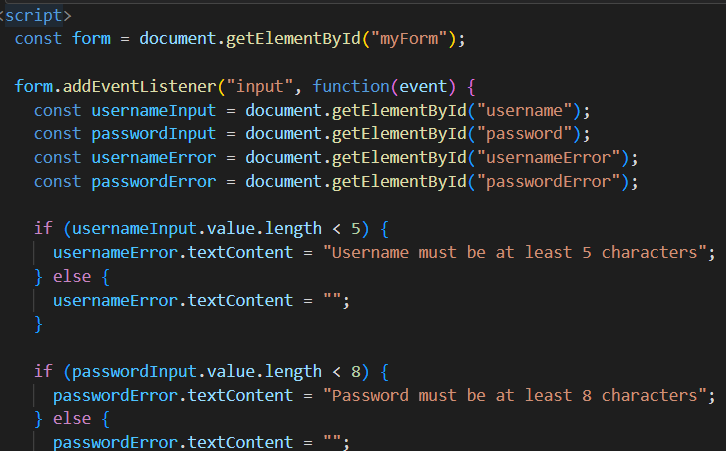 <script>
const form = document.getElementById("myForm");
form.addEventListener("input", function(event) {
const usernameInput = document.getElementById("username");
const passwordInput = document.getElementById("password");
const usernameError = document.getElementById("usernameError");
const passwordError = document.getElementById("passwordError");
if (usernameInput.value.length < 5) {
usernameError.textContent = "Username must be at least 5 characters";
} else {
usernameError.textContent = "";
}
if (passwordInput.value.length < 8) {
passwordError.textContent = "Password must be at least 8 characters";
} else {
passwordError.textContent = "";